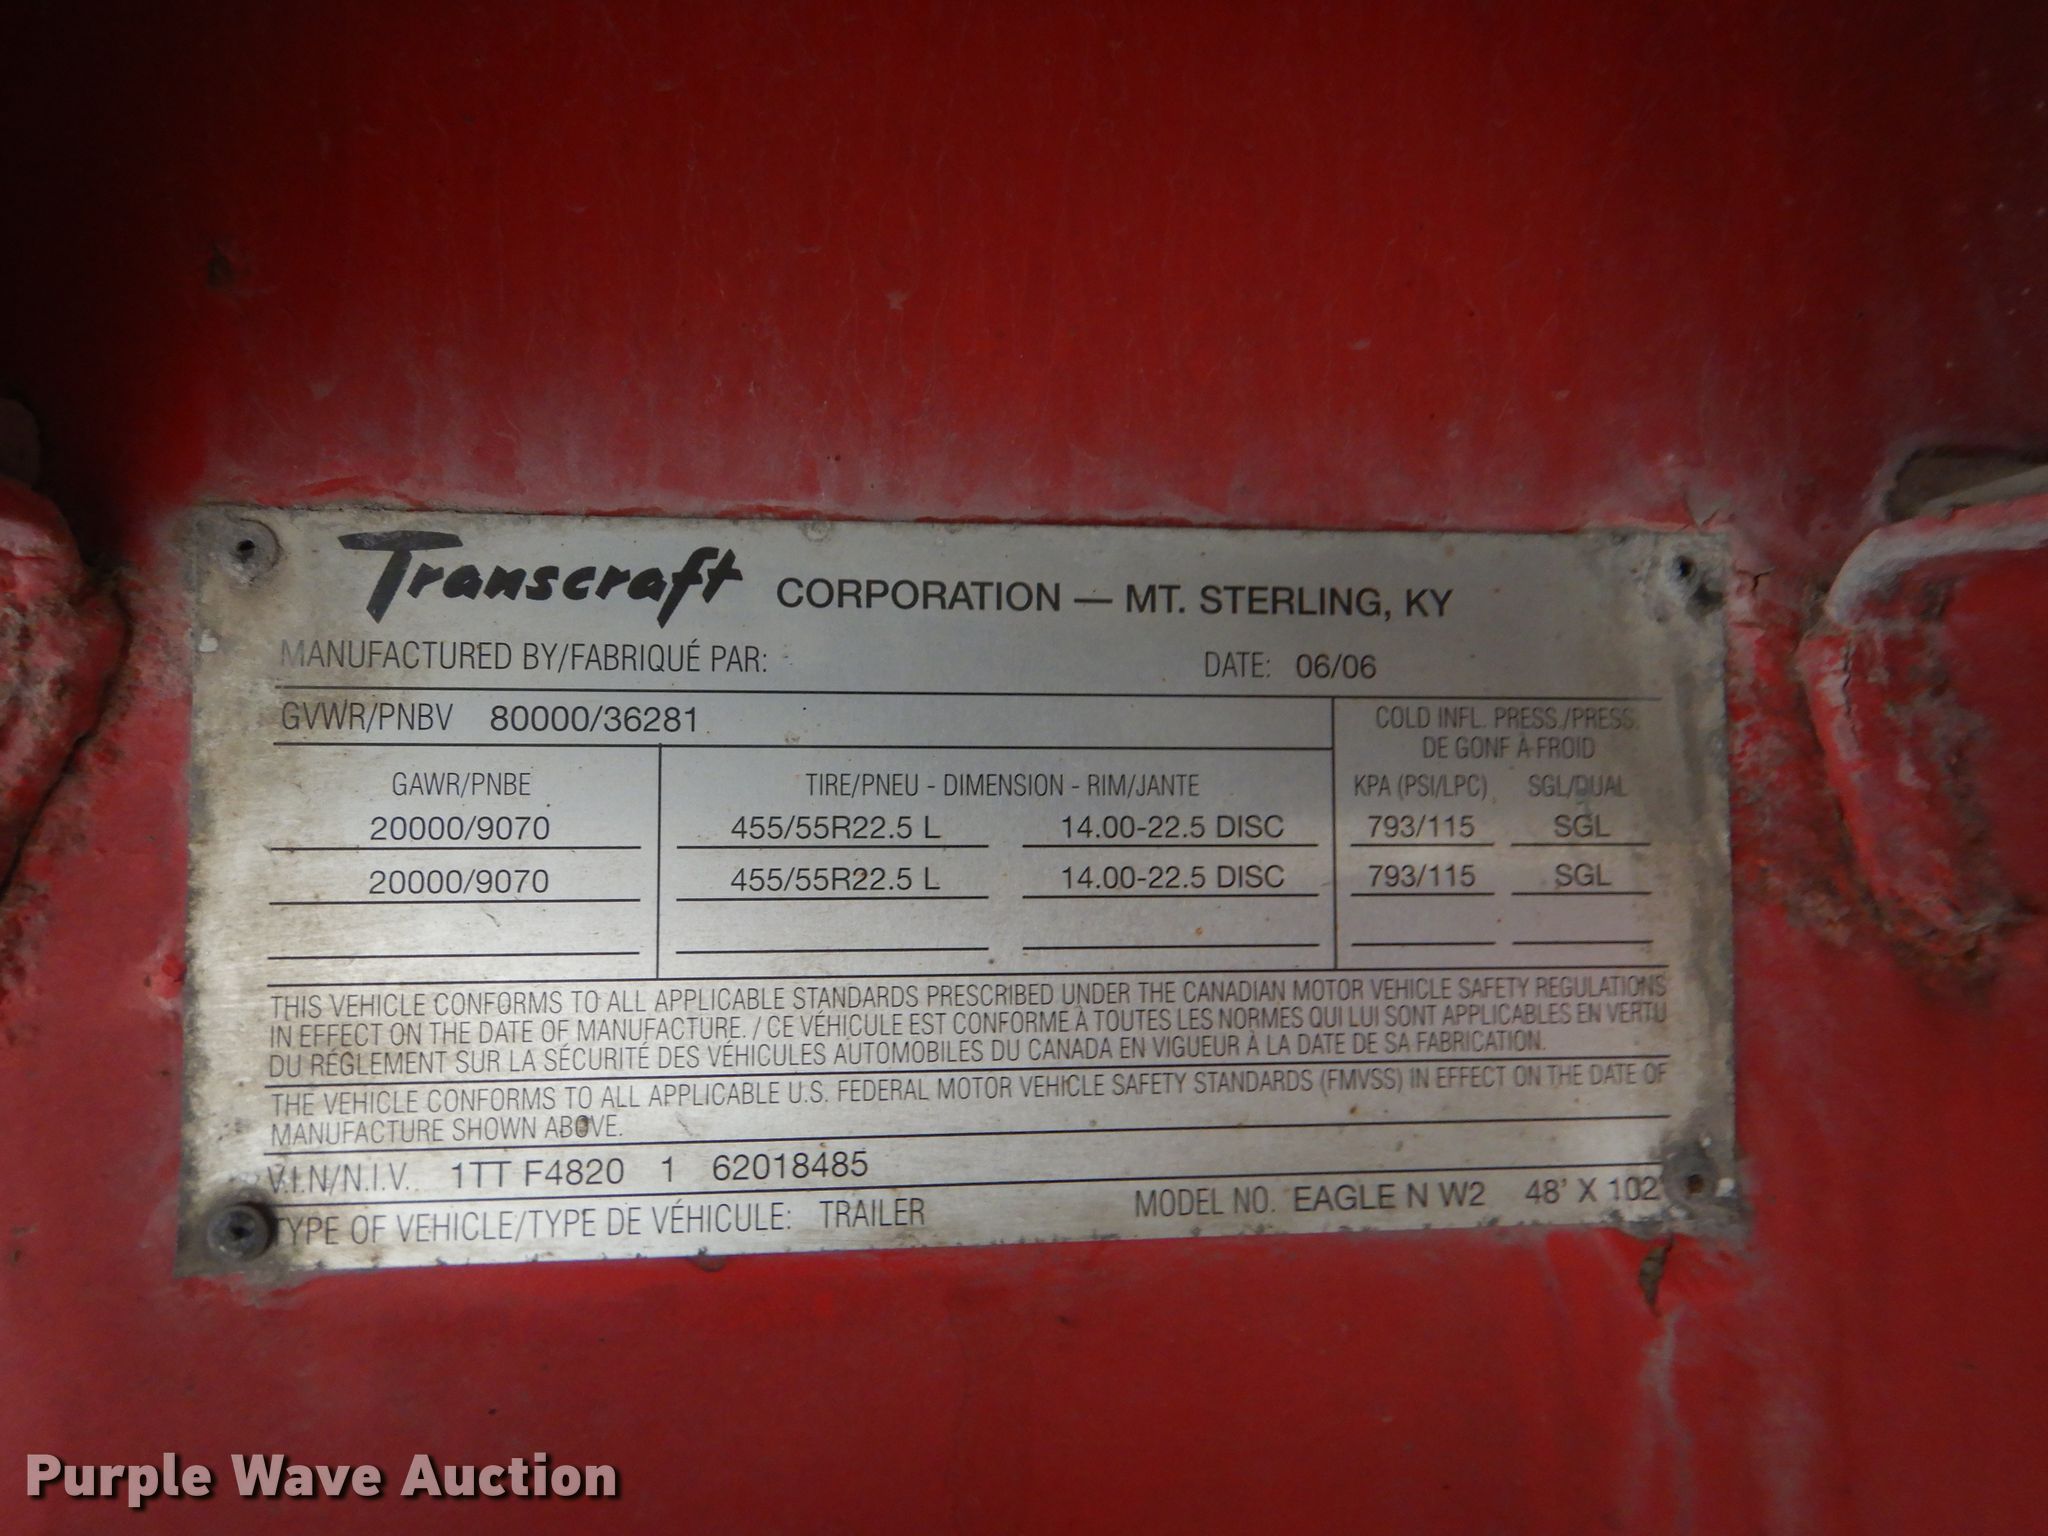 Transcraft CORPORATION — MT. STERLING, KY
MANUFACTURED BY/FABRIQUÉ PAR: DATE: 06/06
GVWR/PNBV 80000/36281 COLD INFL. PRESS./PRESS.
DE GONF À FROID
GAWR/PNBE TIRE/PNEU - DIMENSION - RIM/JANTE KPA (PSI/LPC) SGL/DUAL
20000/9070 455/55R22.5 L 14.00-22.5 DISC 793/115 SGL
20000/9070 455/55R22.5 L 14.00-22.5 DISC 793/115 SGL
THIS VEHICLE CONFORMS TO ALL APPLICABLE STANDARDS PRESCRIBED UNDER THE CANADIAN MOTOR VEHICLE SAFETY REGULATIONS
IN EFFECT ON THE DATE OF MANUFACTURE. / CE VÉHICULE EST CONFORME À TOUTES LES NORMES QUI LUI SONT APPLICABLES EN VERTU
DU RÉGLEMENT SUR LA SÉCURITÉ DES VÉHICULES AUTOMOBILES DU CANADA EN VIGUEUR À LA DATE DE SA FABRICATION.
THE VEHICLE CONFORMS TO ALL APPLICABLE U.S. FEDERAL MOTOR VEHICLE SAFETY STANDARDS (FMVSS) IN EFFECT ON THE DATE OF
MANUFACTURE SHOWN ABOVE.
V.I.N/N.I.V. 1TT F4820 1 62018485
TYPE OF VEHICLE/TYPE DE VÉHICULE: TRAILER MODEL NO. EAGLE N W2 48' X 102"
Purple Wave Auction